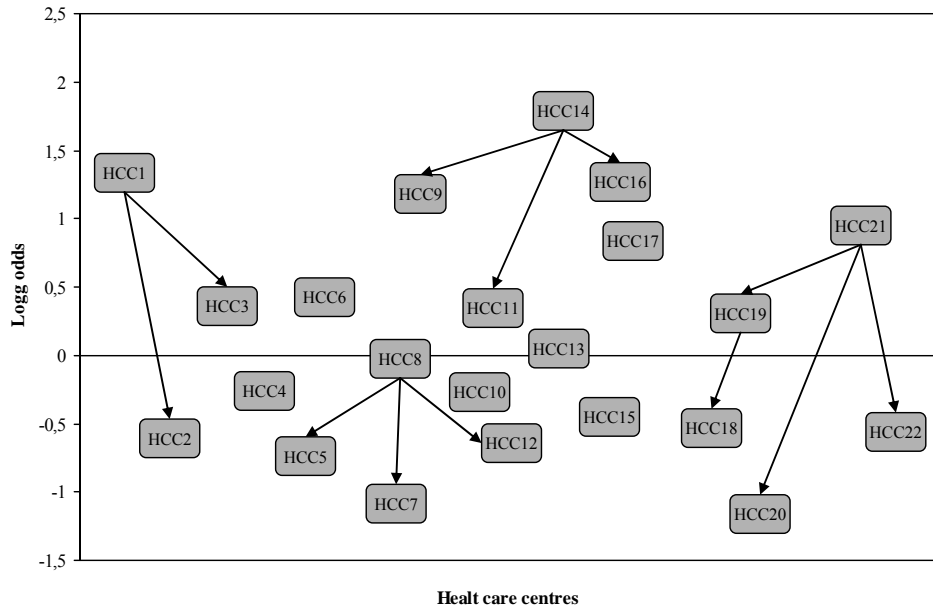 2,5
2
1,5
1
0,5
0
-0,5
-1
-1,5
Logg odds
HCC14
HCC1
HCC9
HCC16
HCC17
HCC21
HCC3
HCC6
HCC11
HCC19
HCC8
HCC13
HCC4
HCC10
HCC15
HCC2
HCC5
HCC12
HCC18
HCC22
HCC7
HCC20
Healt care centres